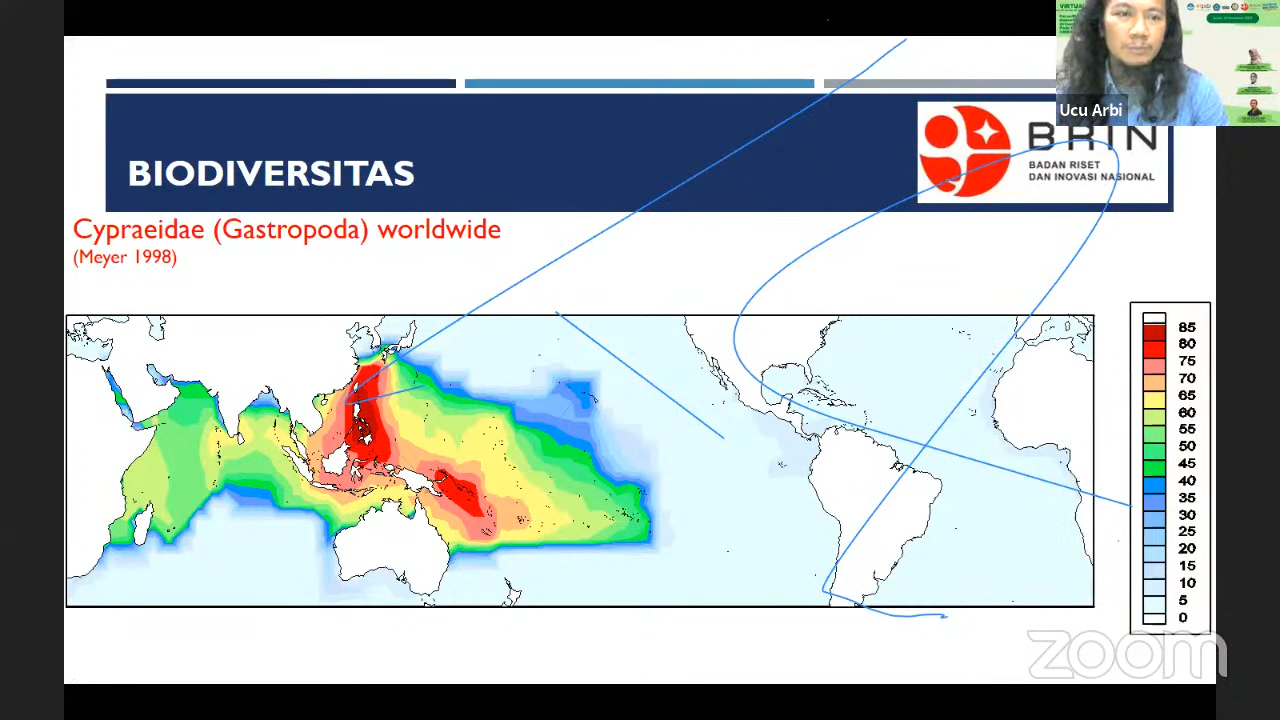 VIRTUAL
Ucu Arbi
BRIN
BADAN RISET
DAN INOVASI NASIONAL
BIODIVERSITAS
Cypraeidae (Gastropoda) worldwide
(Meyer 1998)
85
80
75
70
65
60
55
50
45
40
35
30
25
20
15
10
5
0
zoom